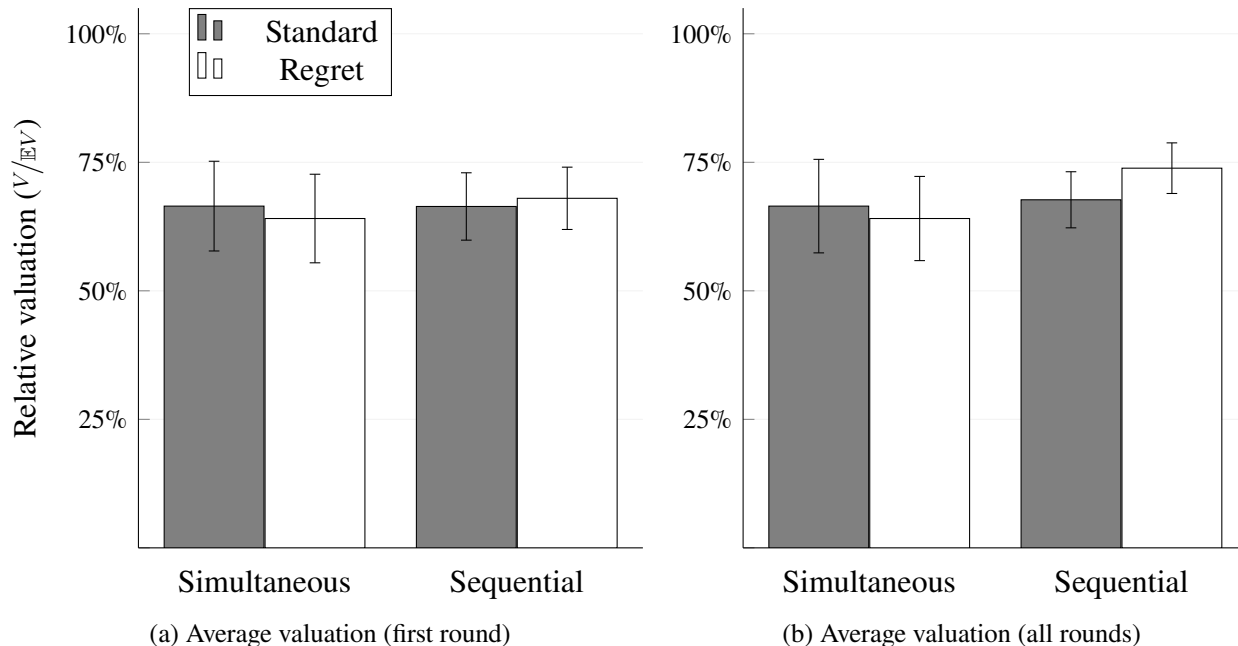 Relative valuation (V/𝔼V)
100%
75%
50%
25%
Standard
Regret
Simultaneous
Sequential
(a) Average valuation (first round)
100%
75%
50%
25%
Simultaneous
Sequential
(b) Average valuation (all rounds)